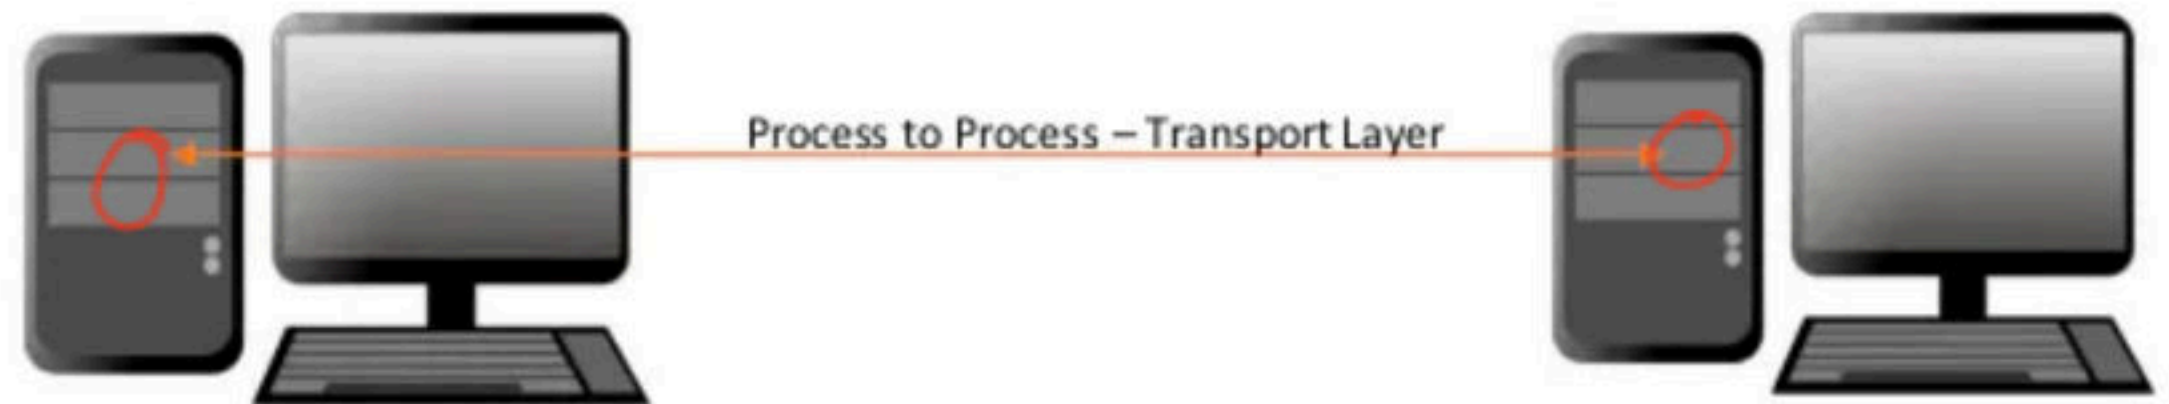 Process to Process – Transport Layer